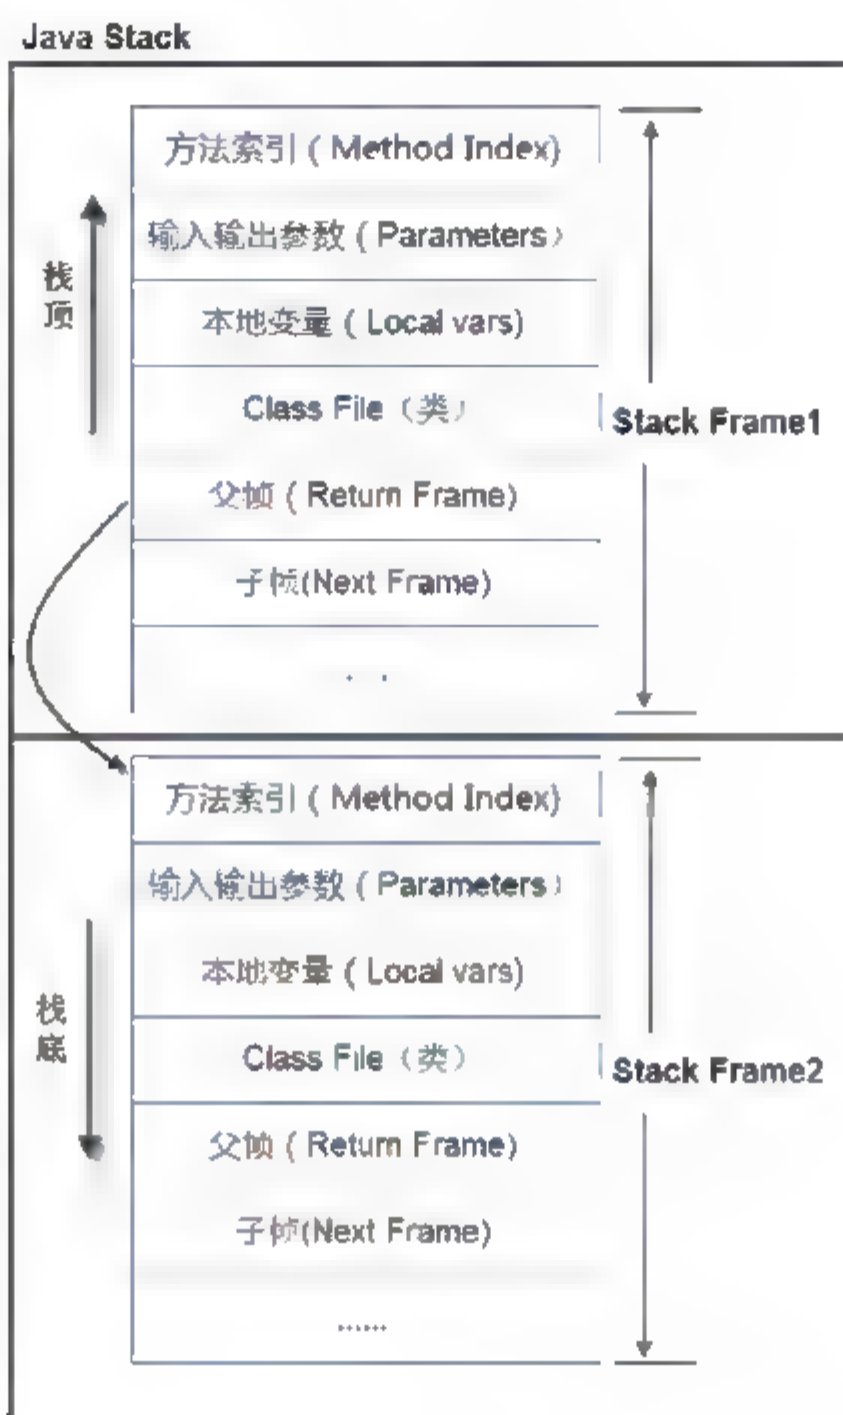 Java Stack
方法索引 ( Method Index)
输入输出参数 ( Parameters )
栈顶
本地变量 ( Local vars)
Class File（类）
Stack Frame1
父帧 ( Return Frame)
子帧(Next Frame)
方法索引 ( Method Index)
输入输出参数 ( Parameters )
本地变量 ( Local vars)
栈底
Class File（类）
Stack Frame2
父帧 ( Return Frame)
子帧(Next Frame)
......